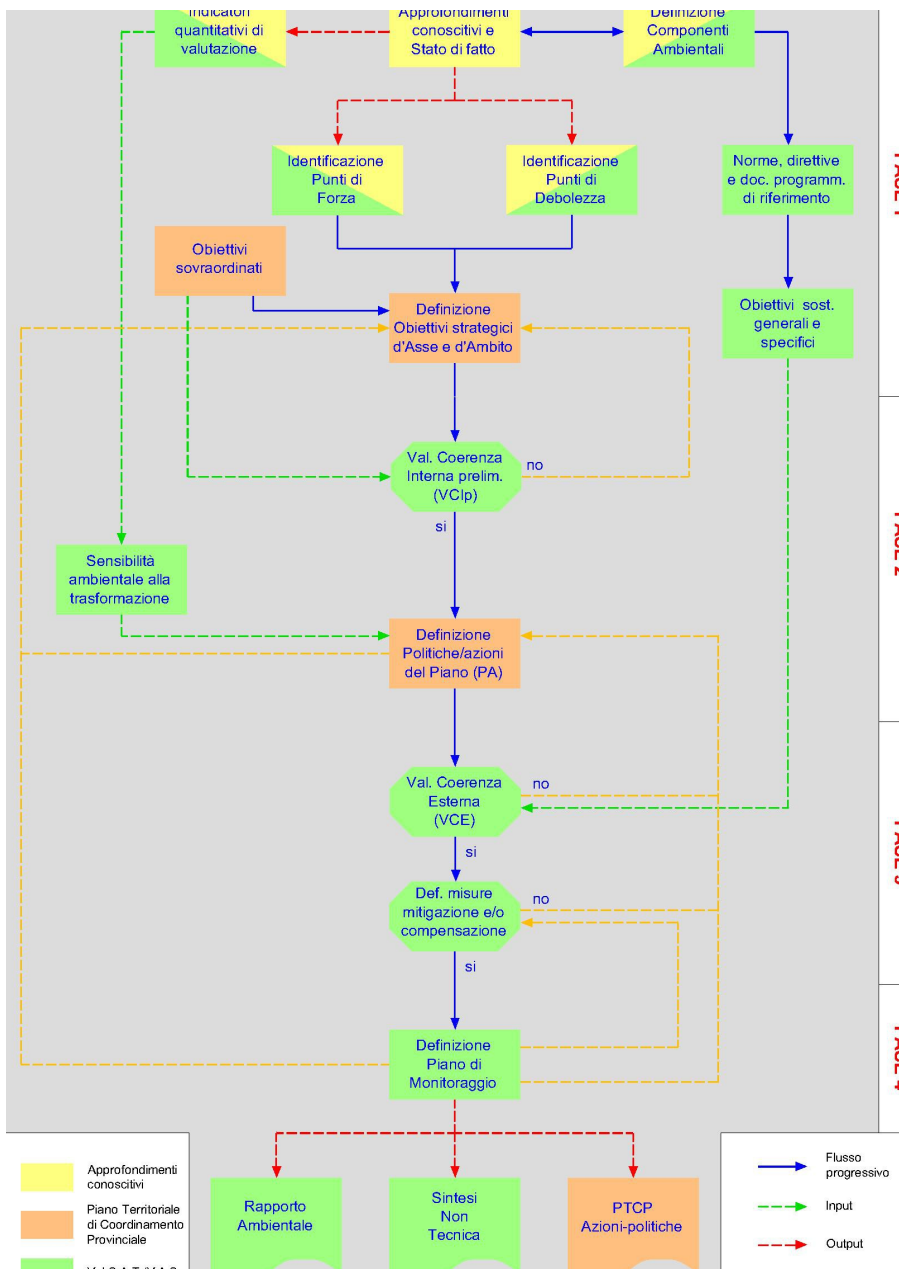 Indicatori
quantitativi di
valutazione
Approfondimenti
conoscitivi e
Stato di fatto
Definizione
Componenti
Ambientali
Identificazione
Punti di
Forza
Identificazione
Punti di
Debolezza
Norme, direttive
e doc. programm.
di riferimento
Obiettivi
sovraordinati
Definizione
Obiettivi strategici
d'Asse e d'Ambito
Obiettivi sost.
generali e
specifici
Val. Coerenza
Interna prelim.
(VCIp)
no
si
Sensibilità
ambientale alla
trasformazione
Definizione
Politiche/azioni
del Piano (PA)
Val. Coerenza
Esterna
(VCE)
no
si
Def. misure
mitigazione e/o
compensazione
no
si
Definizione
Piano di
Monitoraggio
Rapporto
Ambientale
Sintesi
Non
Tecnica
PTCP
Azioni-politiche
Approfondimenti
conoscitivi
Piano Territoriale
di Coordinamento
Provinciale
Flusso
progressivo
Input
Output